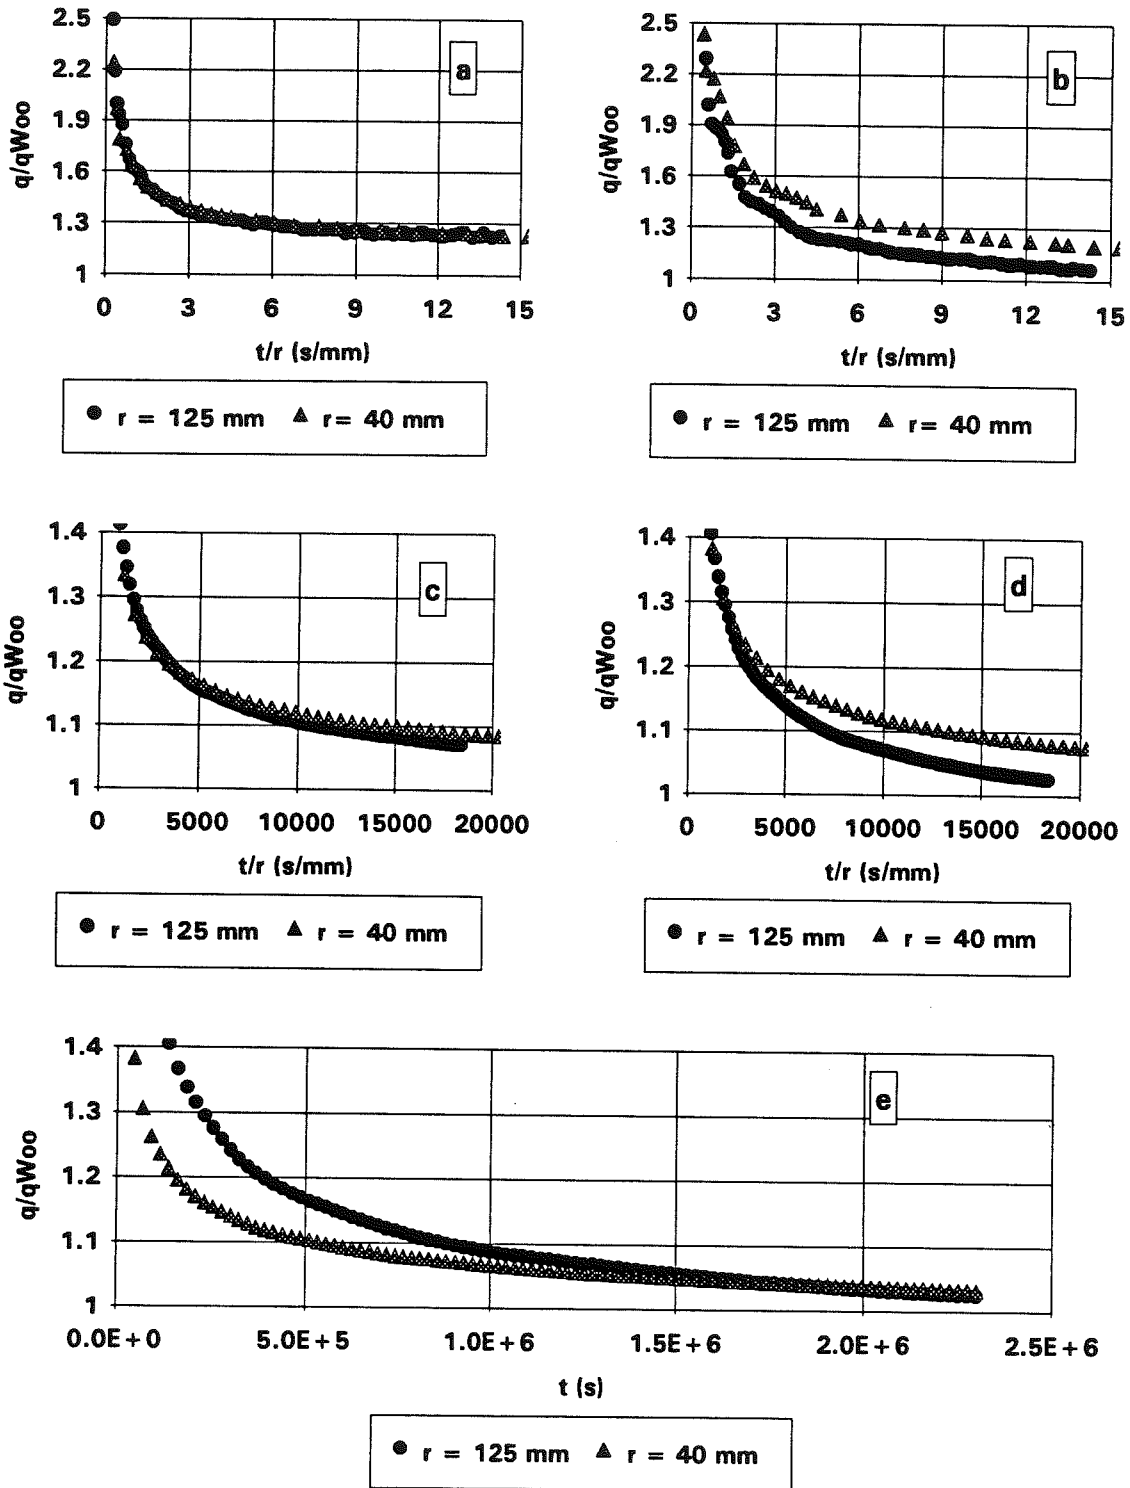 2.5
2.2
1.9
1.6
1.3
1
q/qWoo
a
0 3 6 9 12 15
t/r (s/mm)
r = 125 mm r= 40 mm
2.5
2.2
1.9
1.6
1.3
1
q/qWoo
b
0 3 6 9 12 15
t/r (s/mm)
r = 125 mm r= 40 mm
1.4
1.3
1.2
1.1
1
q/qWoo
c
0 5000 10000 15000 20000
t/r (s/mm)
r = 125 mm r = 40 mm
1.4
1.3
1.2
1.1
1
q/qWoo
d
0 5000 10000 15000 20000
t/r (s/mm)
r = 125 mm r = 40 mm
1.4
1.3
1.2
1.1
1
q/qWoo
e
0.0E+0 5.0E+5 1.0E+6 1.5E+6 2.0E+6 2.5E+6
t (s)
r = 125 mm r = 40 mm